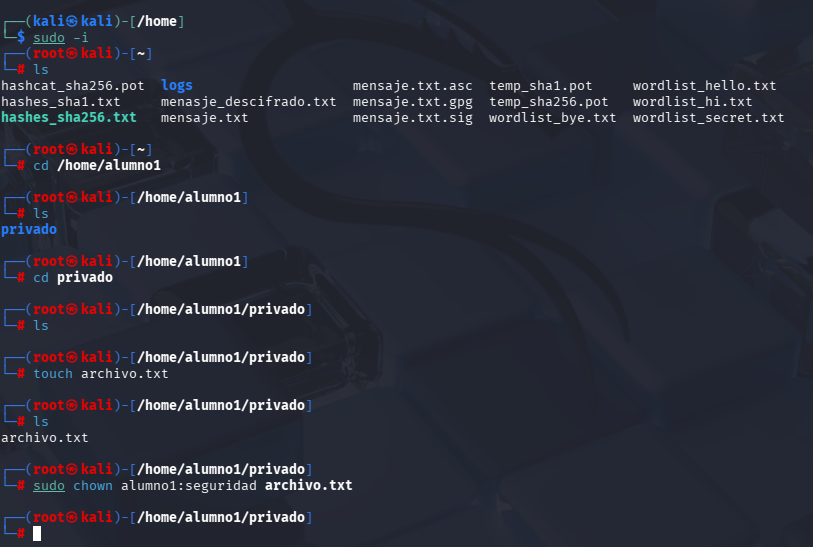 ┌──(kali㉿kali)-[/home]
└─$ sudo -i
┌──(root㉿kali)-[~]
└─# ls
hashcat_sha256.pot  logs                    mensaje.txt.asc  temp_sha1.pot     wordlist_hello.txt
hashes_sha1.txt     menasje_descifrado.txt  mensaje.txt.gpg  temp_sha256.pot   wordlist_hi.txt
hashes_sha256.txt   mensaje.txt             mensaje.txt.sig  wordlist_bye.txt  wordlist_secret.txt
┌──(root㉿kali)-[~]
└─# cd /home/alumno1
┌──(root㉿kali)-[/home/alumno1]
└─# ls
privado
┌──(root㉿kali)-[/home/alumno1]
└─# cd privado
┌──(root㉿kali)-[/home/alumno1/privado]
└─# ls
┌──(root㉿kali)-[/home/alumno1/privado]
└─# touch archivo.txt
┌──(root㉿kali)-[/home/alumno1/privado]
└─# ls
archivo.txt
┌──(root㉿kali)-[/home/alumno1/privado]
└─# sudo chown alumno1:seguridad archivo.txt
┌──(root㉿kali)-[/home/alumno1/privado]
└─#